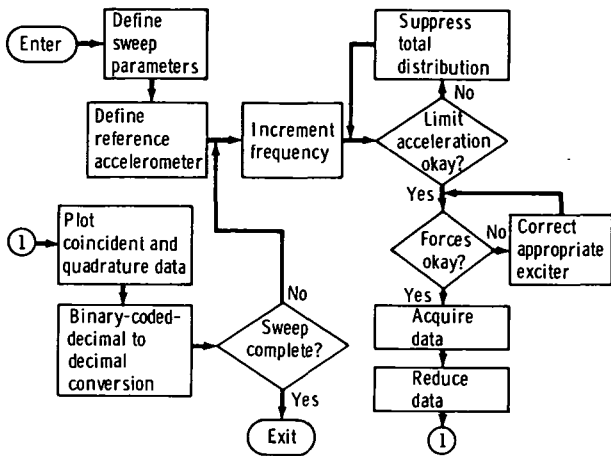 Enter
Define
sweep
parameters
Define
reference
accelerometer
Increment
frequency
Suppress
total
distribution
No
Limit
acceleration
okay?
Yes
Forces
okay?
No
Correct
appropriate
exciter
Yes
Acquire
data
Reduce
data
1
1
Plot
coincident and
quadrature data
Binary-coded-
decimal to
decimal
conversion
No
Sweep
complete?
Yes
Exit